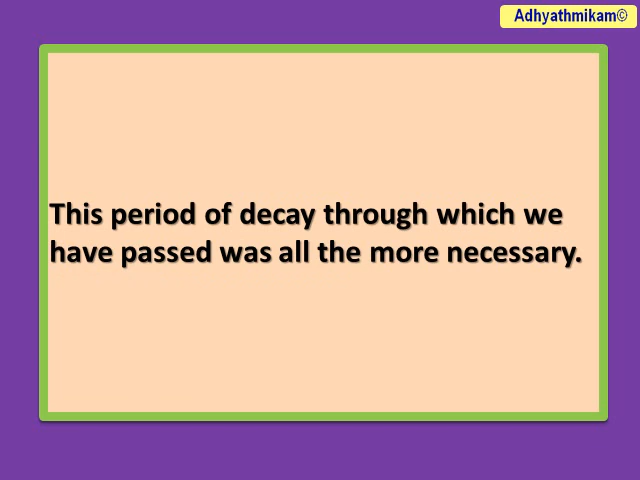 Adhyathmikam©
This period of decay through which we
have passed was all the more necessary.